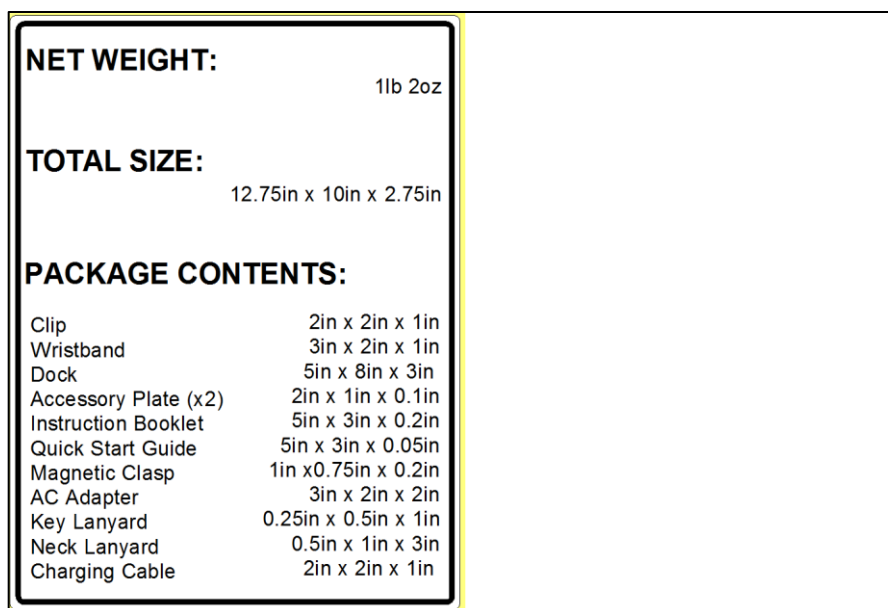 NET WEIGHT:
1lb 2oz
TOTAL SIZE:
12.75in x 10in x 2.75in
PACKAGE CONTENTS:
Clip 2in x 2in x 1in
Wristband 3in x 2in x 1in
Dock 5in x 8in x 3in
Accessory Plate (x2) 2in x 1in x 0.1in
Instruction Booklet 5in x 3in x 0.2in
Quick Start Guide 5in x 3in x 0.05in
Magnetic Clasp 1in x0.75in x 0.2in
AC Adapter 3in x 2in x 2in
Key Lanyard 0.25in x 0.5in x 1in
Neck Lanyard 0.5in x 1in x 3in
Charging Cable 2in x 2in x 1in